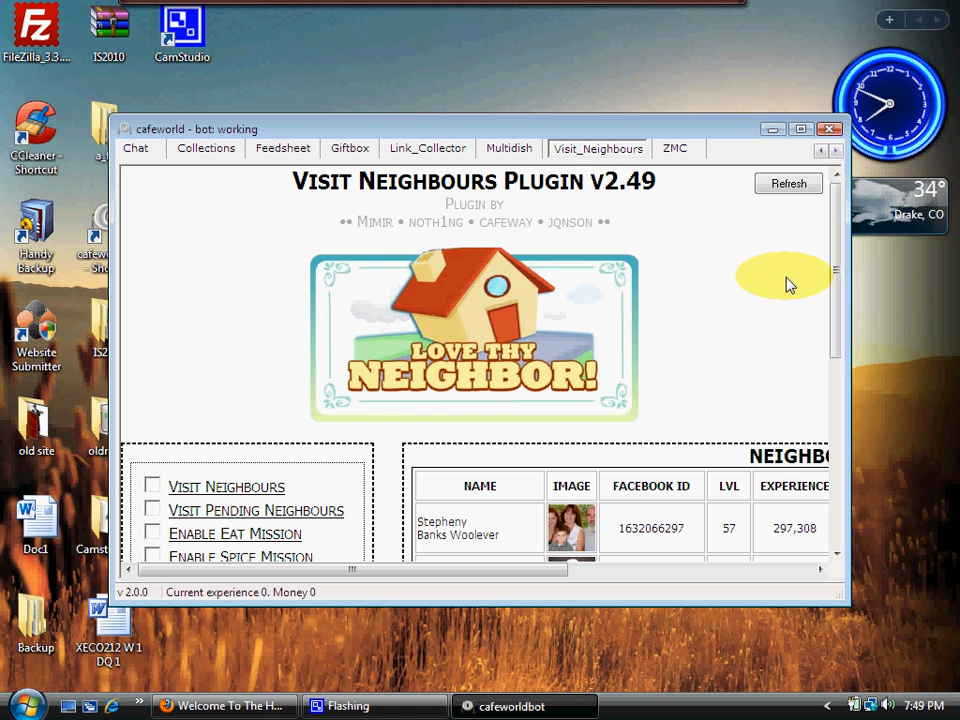 FileZilla_3.3....
IS2010
CamStudio
34°
Drake, CO
CCleaner -
Shortcut
Handy
Backup
Website
Submitter
old site
Doc1
Backup
XECO212 W 1
DQ 1
cafeworld - bot: working
Chat
Collections
Feedsheet
Giftbox
Link_Collector
Multidish
Visit_Neighbours
ZMC
VISIT NEIGHBOURS PLUGIN V2.49
Refresh
PLUGIN BY
•• MIMIR • NOTH1NG • CAFEWAY • JQNSON ••
LOVE THY
NEIGHBOR!
VISIT NEIGHBOURS
VISIT PENDING NEIGHBOURS
ENABLE EAT MISSION
ENABLE SPICE MISSION
NAME
IMAGE
FACEBOOK ID
LVL
EXPERIENCE
Stepheny
Banks Woolever
1632066297
57
297,308
v 2.0.0
Current experience 0. Money 0
Welcome To The H...
Flashing
cafeworldbot
7:49 PM